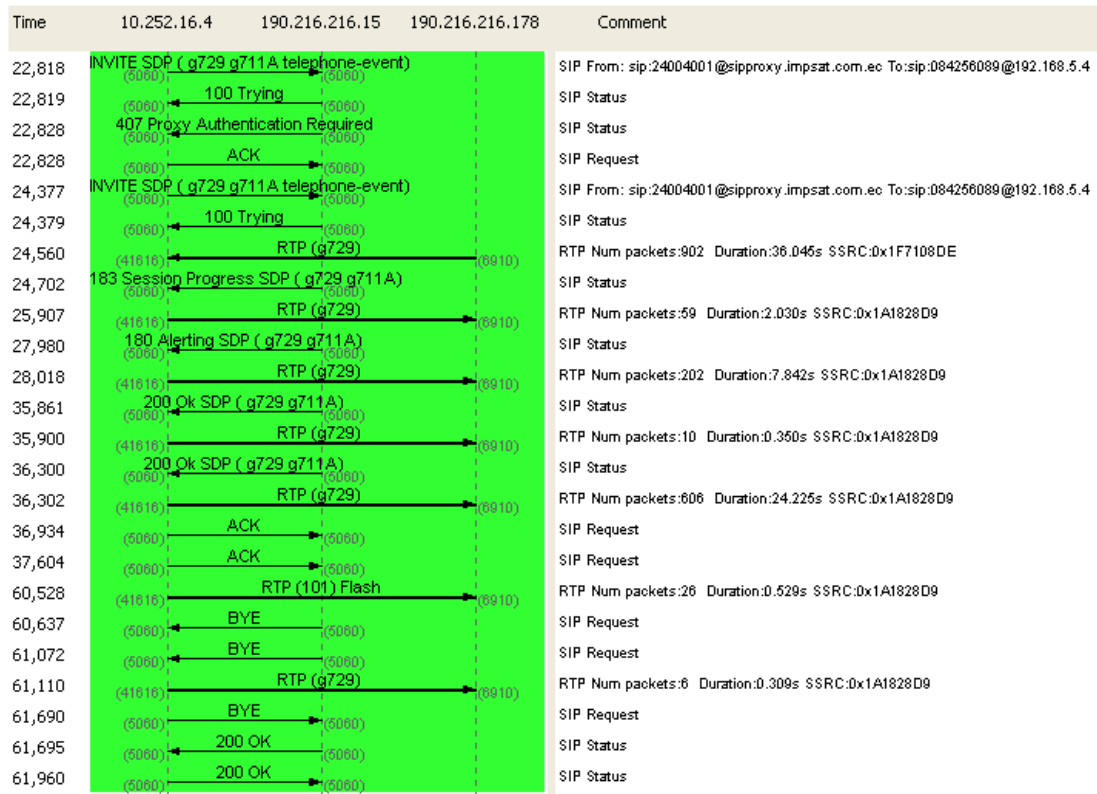 Time 10.252.16.4 190.216.216.15 190.216.216.178 Comment
22,818 INVITE SDP ( g729 g711A telephone-event) (5060) (5060) SIP From: sip:24004001@sipproxy.impsat.com.ec To:sip:084256089@192.168.5.4
22,819 100 Trying (5060) (5060) SIP Status
22,828 407 Proxy Authentication Required (5060) (5060) SIP Status
22,828 ACK (5060) (5060) SIP Request
24,377 INVITE SDP ( g729 g711A telephone-event) (5060) (5060) SIP From: sip:24004001@sipproxy.impsat.com.ec To:sip:084256089@192.168.5.4
24,379 100 Trying (5060) (5060) SIP Status
24,560 RTP (g729) (41616) (6910) RTP Num packets:902 Duration:36.045s SSRC:0x1F7108DE
24,702 183 Session Progress SDP ( g729 g711A) (5060) (5060) SIP Status
25,907 RTP (g729) (41616) (6910) RTP Num packets:59 Duration:2.030s SSRC:0x1A1828D9
27,980 180 Alerting SDP ( g729 g711A) (5060) (5060) SIP Status
28,018 RTP (g729) (41616) (6910) RTP Num packets:202 Duration:7.842s SSRC:0x1A1828D9
35,861 200 Ok SDP ( g729 g711A) (5060) (5060) SIP Status
35,900 RTP (g729) (41616) (6910) RTP Num packets:10 Duration:0.350s SSRC:0x1A1828D9
36,300 200 Ok SDP ( g729 g711A) (5060) (5060) SIP Status
36,302 RTP (g729) (41616) (6910) RTP Num packets:606 Duration:24.225s SSRC:0x1A1828D9
36,934 ACK (5060) (5060) SIP Request
37,604 ACK (5060) (5060) SIP Request
60,528 RTP (101) Flash (41616) (6910) RTP Num packets:26 Duration:0.529s SSRC:0x1A1828D9
60,637 BYE (5060) (5060) SIP Request
61,072 BYE (5060) (5060) SIP Request
61,110 RTP (g729) (41616) (6910) RTP Num packets:6 Duration:0.309s SSRC:0x1A1828D9
61,690 BYE (5060) (5060) SIP Request
61,695 200 OK (5060) (5060) SIP Status
61,960 200 OK (5060) (5060) SIP Status